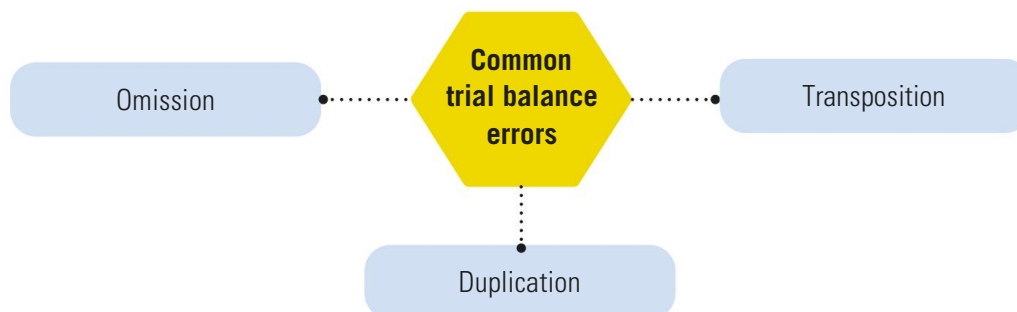 Common
trial balance
errors
Omission
Transposition
Duplication